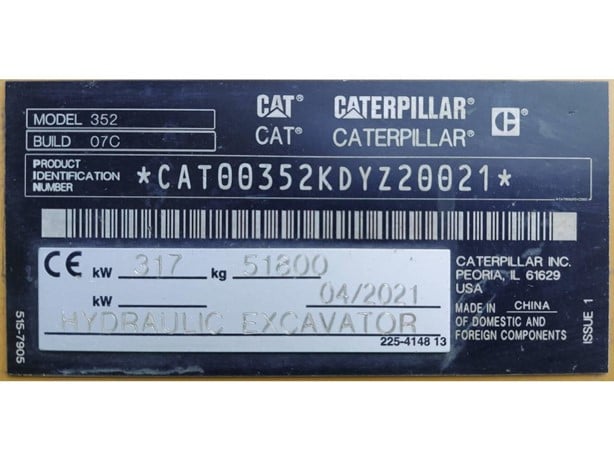 CAT CATERPILLAR C
MODEL 352
CAT® CATERPILLAR®
BUILD 07C
PRODUCT
IDENTIFICATION
NUMBER
*CAT00352KDYZ20021*
CE kW 317 kg 51800
kW 04/2021
HYDRAULIC EXCAVATOR
225-4148 13
CATERPILLAR INC.
PEORIA, IL 61629
USA
MADE IN CHINA
OF DOMESTIC AND
FOREIGN COMPONENTS
515-7905
ISSUE 1